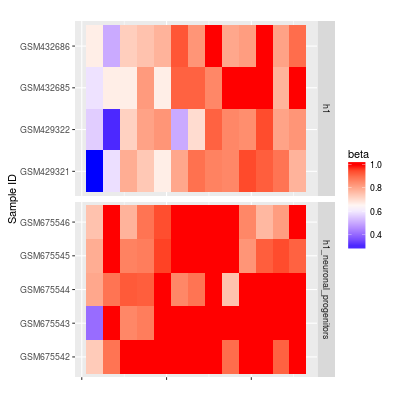 Sample ID
GSM432686
GSM432685
GSM429322
GSM429321
h1
GSM675546
GSM675545
GSM675544
GSM675543
GSM675542
h1_neuronal_progenitors
beta
1.0
0.8
0.6
0.4